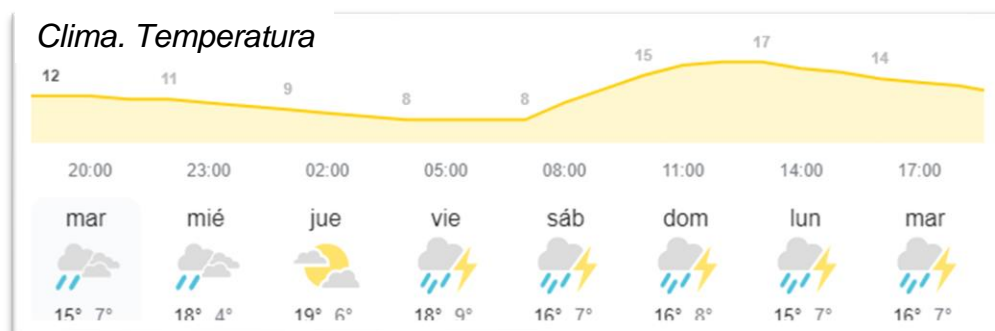 Clima. Temperatura
12 11 9 8 8 15 17 14
20:00 23:00 02:00 05:00 08:00 11:00 14:00 17:00
mar mié jue vie sáb dom lun mar
15° 7° 18° 4° 19° 6° 18° 9° 16° 7° 16° 8° 15° 7° 16° 7°